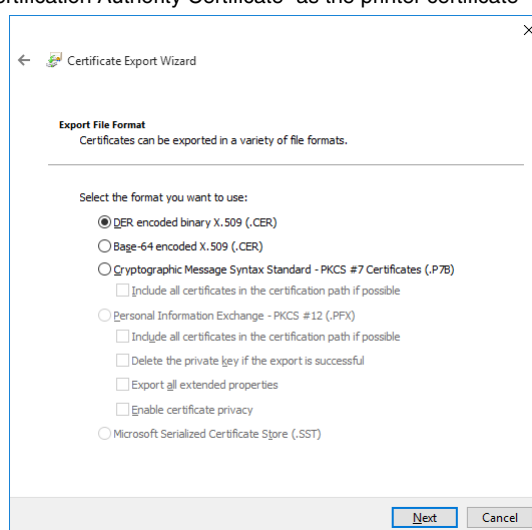 Certification Authority Certificate" as the printer certificate
Certificate Export Wizard
Export File Format
Certificates can be exported in a variety of file formats.
Select the format you want to use:
DER encoded binary X.509 (.CER)
Base-64 encoded X.509 (.CER)
Cryptographic Message Syntax Standard - PKCS #7 Certificates (.P7B)
Include all certificates in the certification path if possible
Personal Information Exchange - PKCS #12 (.PFX)
Include all certificates in the certification path if possible
Delete the private key if the export is successful
Export all extended properties
Enable certificate privacy
Microsoft Serialized Certificate Store (.SST)
Next Cancel